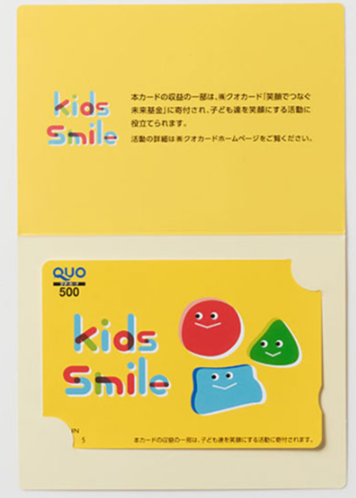 kids
smile
本カードの収益の一部は、㈱クオカード「笑顔でつなぐ
未来基金」に寄付され、子ども達を笑顔にする活動に
役立てられます。
活動の詳細は㈱クオカードホームページをご覧ください。
QUO
クオ・カード
500
kids
smile
本カードの収益の一部は、子ども達を笑顔にする活動に寄付されます。